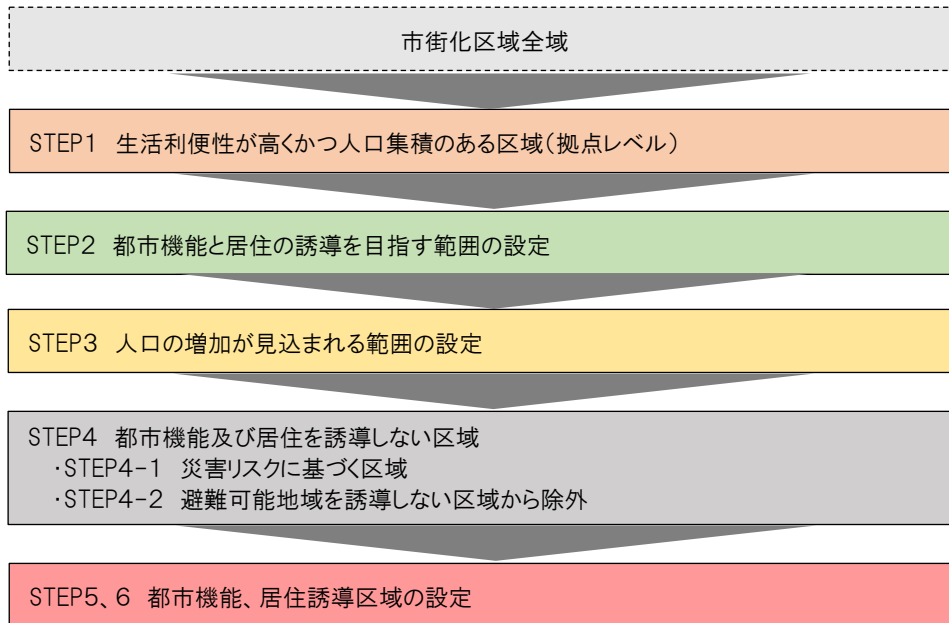 市街化区域全域
STEP1 生活利便性が高くかつ人口集積のある区域（拠点レベル）
STEP2 都市機能と居住の誘導を目指す範囲の設定
STEP3 人口の増加が見込まれる範囲の設定
STEP4 都市機能及び居住を誘導しない区域
・STEP4-1 災害リスクに基づく区域
・STEP4-2 避難可能地域を誘導しない区域から除外
STEP5、6 都市機能、居住誘導区域の設定